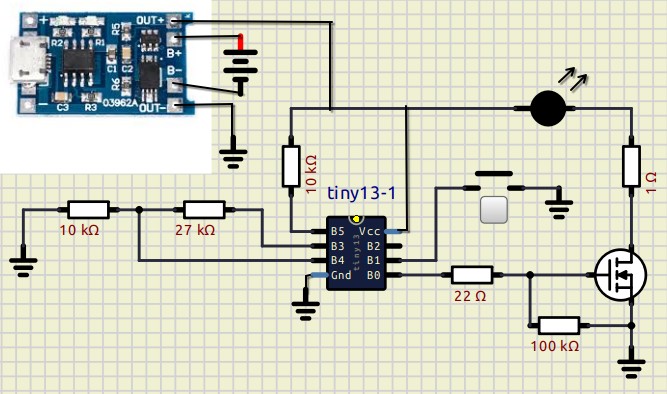 +
OUT+
R2
R1
R5
C1
C2
B+
B-
R6
C3
R3
03962A
-
OUT-
10 kΩ
tiny13-1
1 Ω
10 kΩ
27 kΩ
B5
Vcc
B3
B2
B4
B1
Gnd
B0
tiny13
22 Ω
100 kΩ